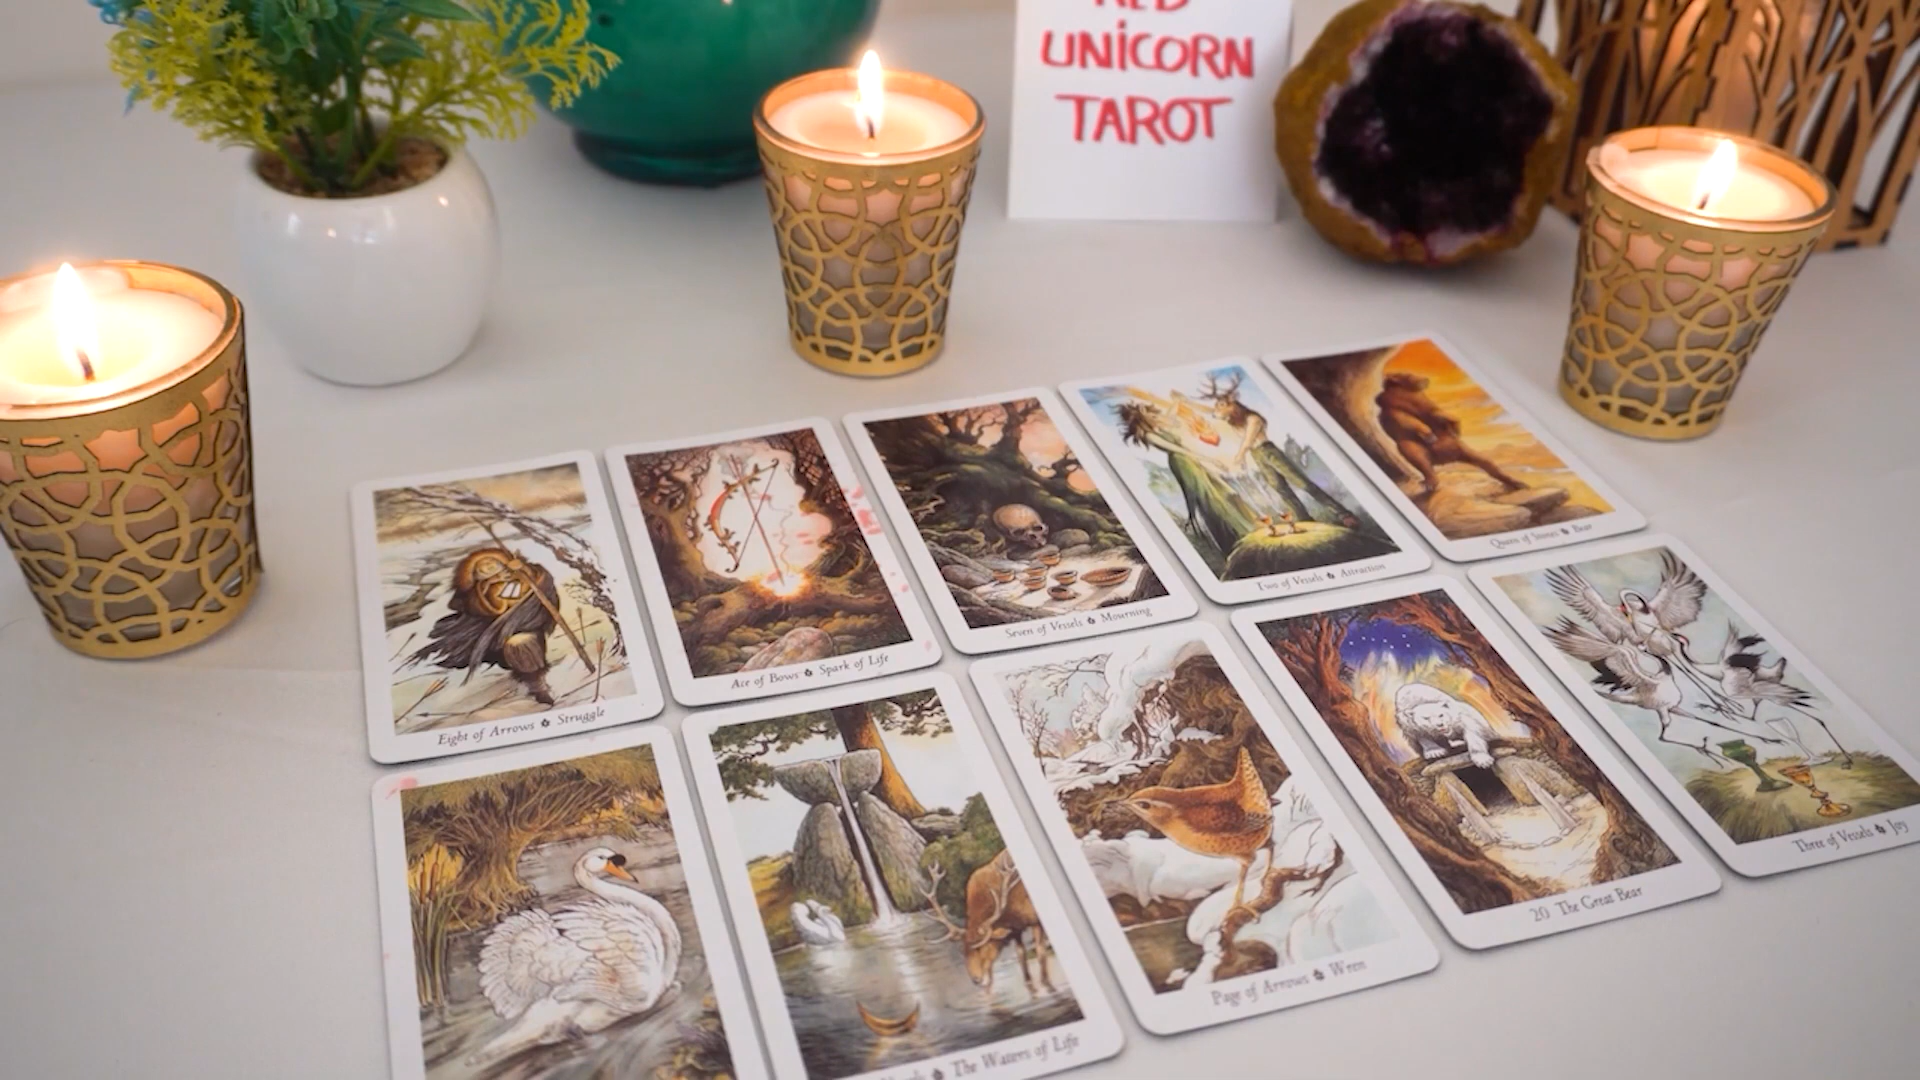 RED
UNICORN
TAROT
Eight of Arrows Struggle
Ace of Bows Spark of Life
Seven of Vessels Mourning
Two of Vessels Attraction
Queen of Stones Bear
The Waters of Life
Page of Arrows Wren
20 The Great Bear
Three of Vessels Joy